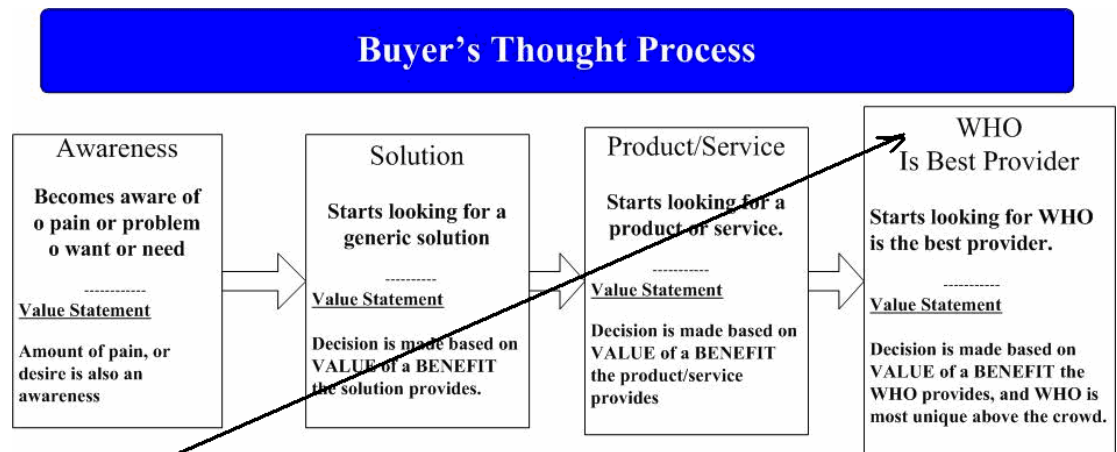 Buyer's Thought Process
Awareness
Becomes aware of
o pain or problem
o want or need
------------
Value Statement
Amount of pain, or
desire is also an
awareness
Solution
Starts looking for a
generic solution
----------
Value Statement
Decision is made based on
VALUE of a BENEFIT
the solution provides.
Product/Service
Starts looking for a
product or service.
-----------
Value Statement
Decision is made based on
VALUE of a BENEFIT
the product/service
provides
WHO
Is Best Provider
Starts looking for WHO
is the best provider.
-----------
Value Statement
Decision is made based on
VALUE of a BENEFIT the
WHO provides, and WHO is
most unique above the crowd.